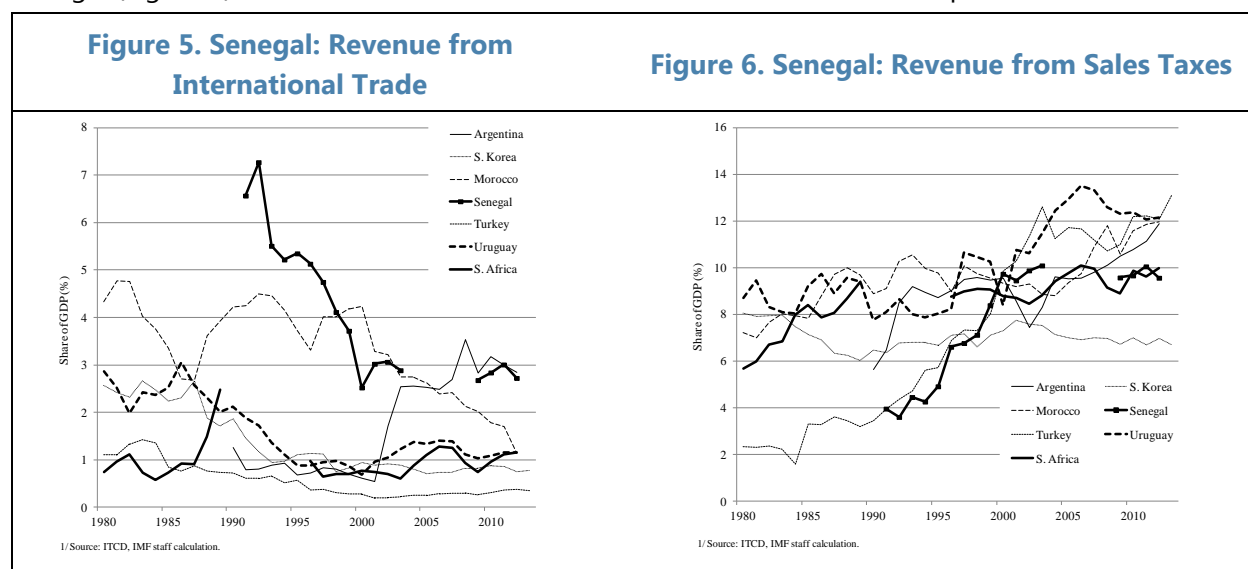 Figure 5. Senegal: Revenue from
International Trade
Figure 6. Senegal: Revenue from Sales Taxes
8
7
6
5
4
3
2
1
0
Share of GDP (%)
1980 1985 1990 1995 2000 2005 2010
Argentina
S. Korea
Morocco
Senegal
Turkey
Uruguay
S. Africa
1/ Source: ITCD, IMF staff calculation.
16
14
12
10
8
6
4
2
0
Share of GDP (%)
1980 1985 1990 1995 2000 2005 2010
Argentina S. Korea
Morocco Senegal
Turkey Uruguay
S. Africa
1/ Source: ITCD, IMF staff calculation.